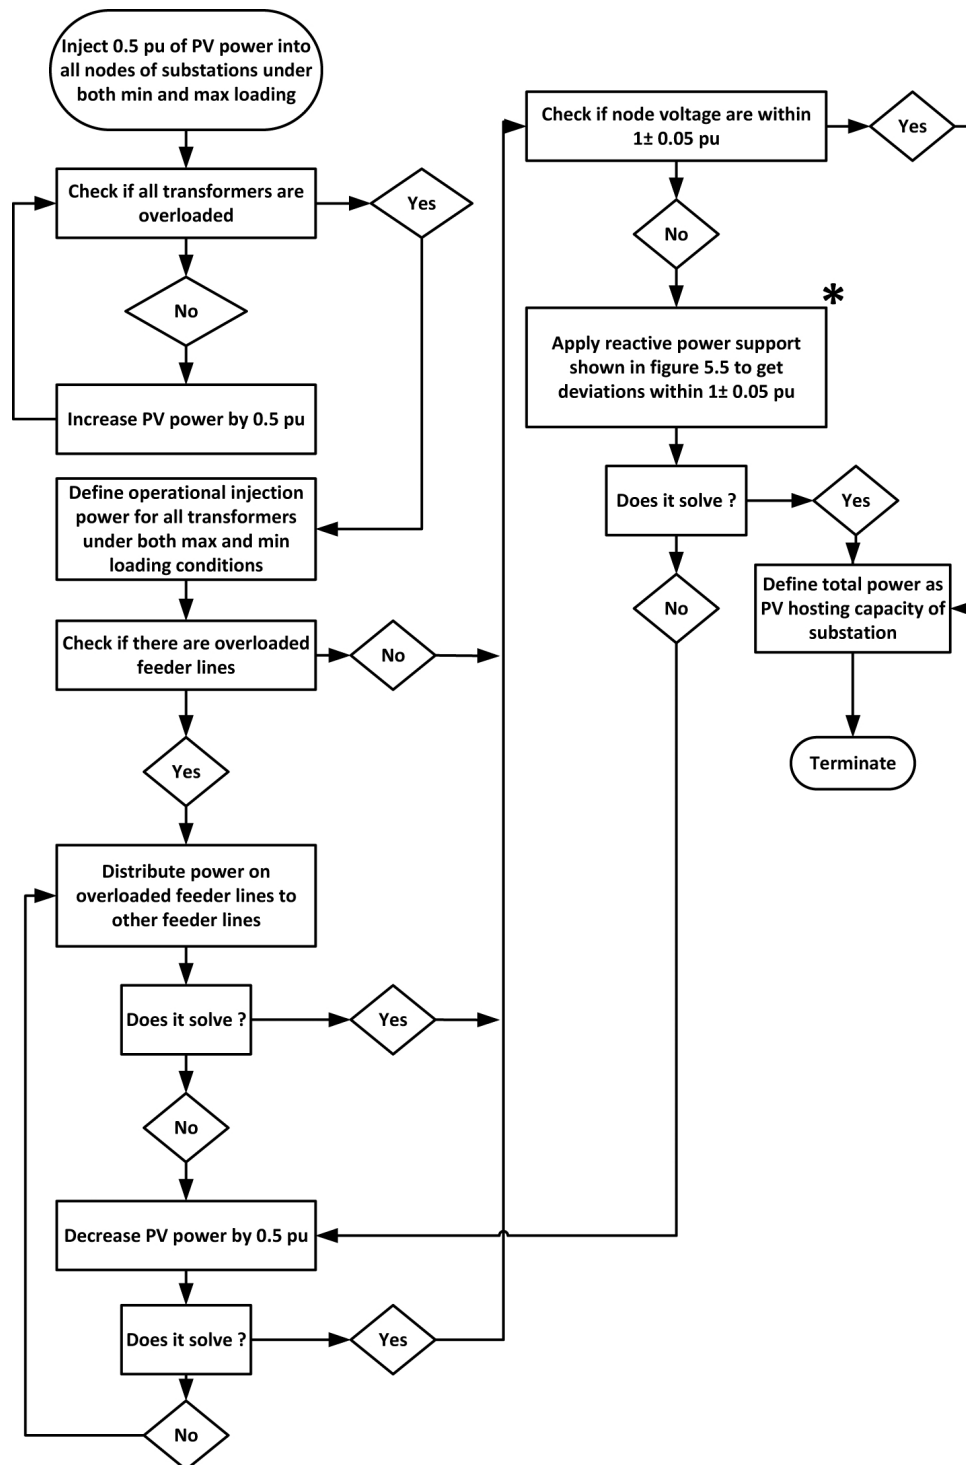 Inject 0.5 pu of PV power into
all nodes of substations under
both min and max loading
Check if all transformers are
overloaded
Yes
No
Increase PV power by 0.5 pu
Define operational injection
power for all transformers
under both max and min
loading conditions
Check if there are overloaded
feeder lines
No
Yes
Distribute power on
overloaded feeder lines to
other feeder lines
Does it solve ?
Yes
No
Decrease PV power by 0.5 pu
Does it solve ?
Yes
No
Check if node voltage are within
1± 0.05 pu
Yes
No
*
Apply reactive power support
shown in figure 5.5 to get
deviations within 1± 0.05 pu
Does it solve ?
Yes
No
Define total power as
PV hosting capacity of
substation
Terminate